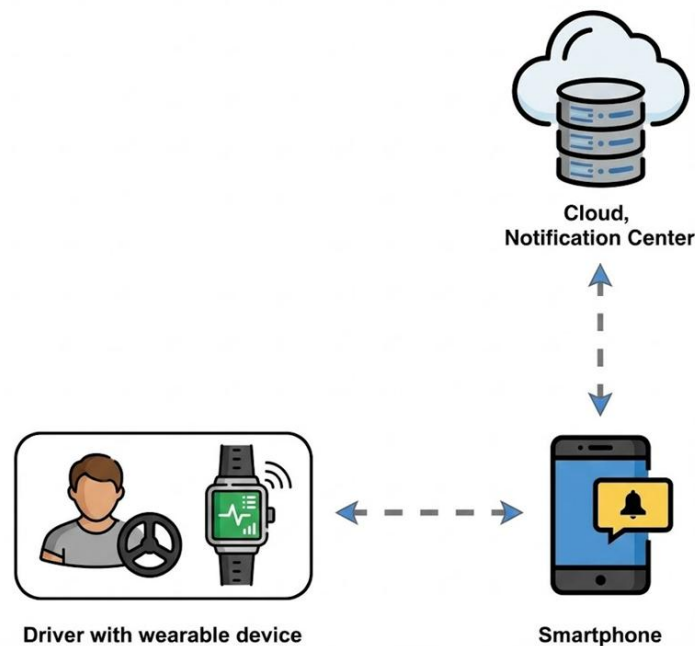 Cloud,
Notification Center
Driver with wearable device
Smartphone